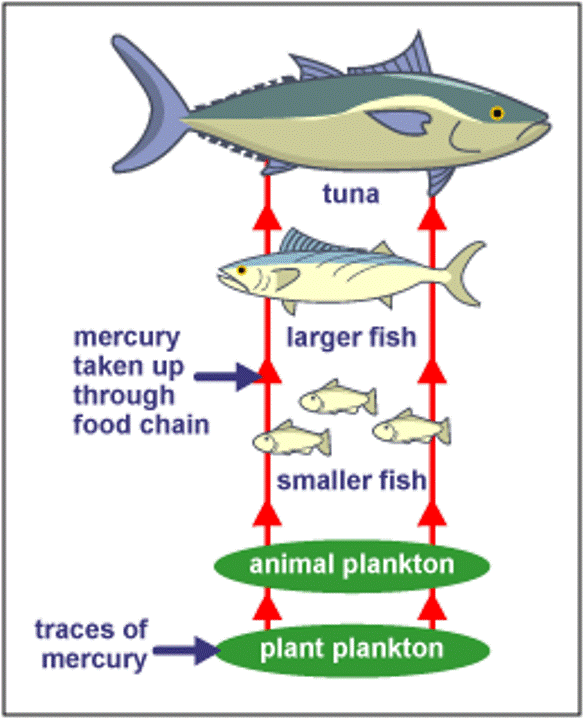 tuna
larger fish
mercury
taken up
through
food chain
smaller fish
animal plankton
traces of
mercury
plant plankton